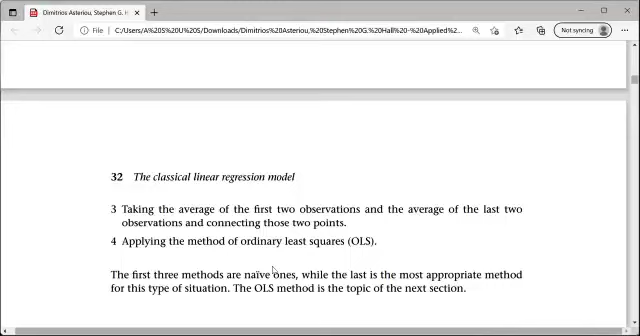 Dimitrios Asteriou, Stephen G. H
File
C:/Users/A%20S%20U%20S/Downloads/Dimitrios%20Asteriou,%20Stephen%20G.%20Hall%20-%20Applied%2...
Not syncing
32 The classical linear regression model
3 Taking the average of the first two observations and the average of the last two
observations and connecting those two points.
4 Applying the method of ordinary least squares (OLS).
The first three methods are naïve ones, while the last is the most appropriate method
for this type of situation. The OLS method is the topic of the next section.